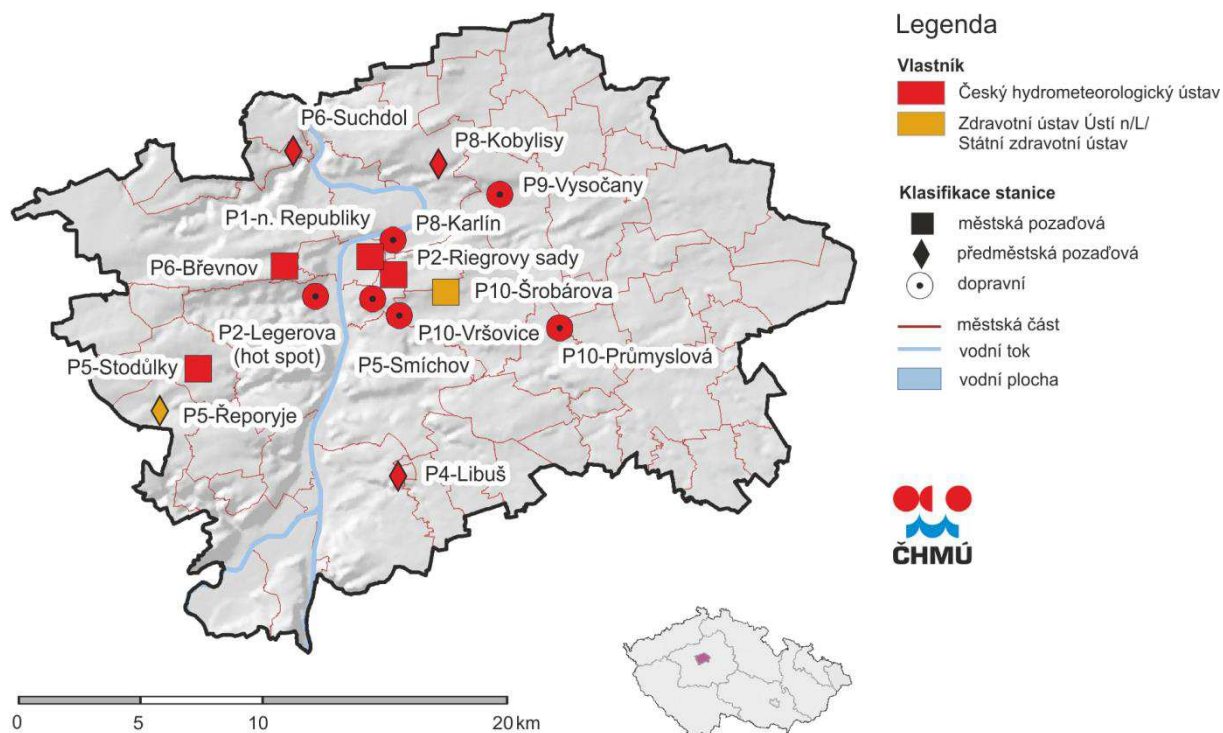 P6-Suchdol
P8-Kobylisy
P9-Vysočany
P1-n. Republiky
P8-Karlín
P6-Břevnov
P2-Riegrovy sady
P10-Šrobárova
P2-Legerova
(hot spot)
P10-Vršovice
P10-Průmyslová
P5-Stodůlky
P5-Smíchov
P5-Řeporyje
P4-Libuš
0
5
10
20 km
Legenda
Vlastník
Český hydrometeorologický ústav
Zdravotní ústav Ústí n/L/
Státní zdravotní ústav
Klasifikace stanice
městská pozaďová
předměstská pozaďová
dopravní
městská část
vodní tok
vodní plocha
ČHMÚ